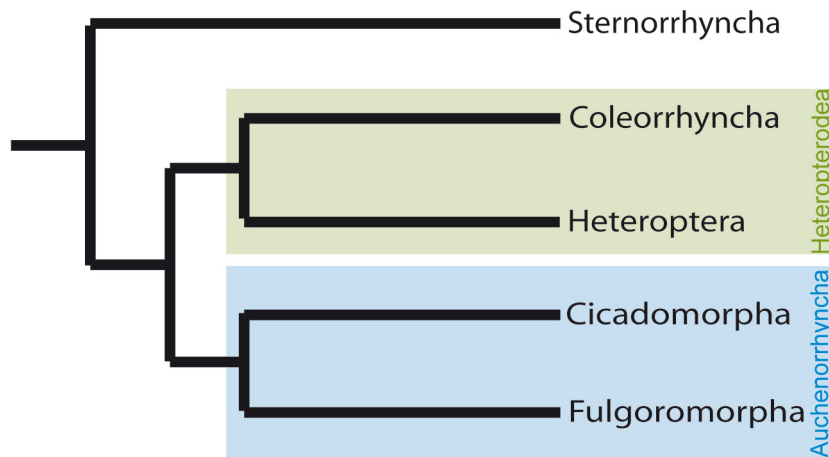 Sternorrhyncha
Coleorrhyncha
Heteroptera
Heteropterodea
Cicadomorpha
Fulgoromorpha
Auchenorrhyncha